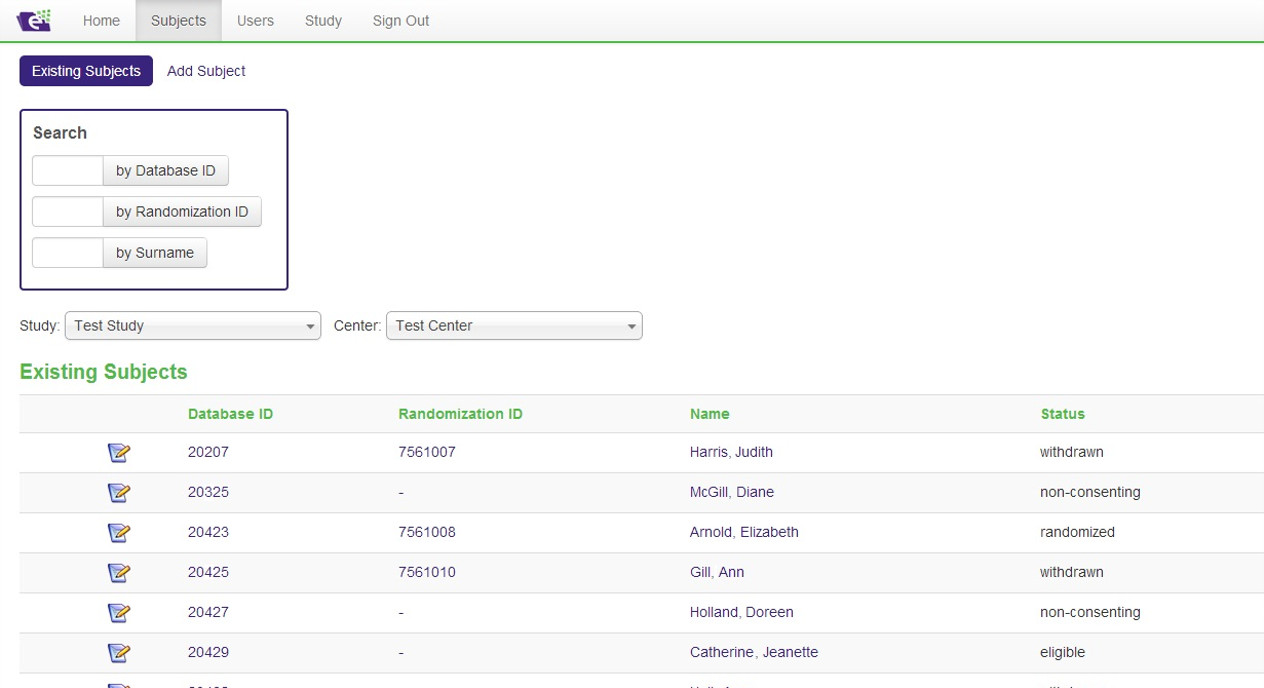 Home Subjects Users Study Sign Out
Existing Subjects Add Subject
Search
by Database ID
by Randomization ID
by Surname
Study: Test Study Center: Test Center
Existing Subjects
Database ID Randomization ID Name Status
20207 7561007 Harris, Judith withdrawn
20325 - McGill, Diane non-consenting
20423 7561008 Arnold, Elizabeth randomized
20425 7561010 Gill, Ann withdrawn
20427 - Holland, Doreen non-consenting
20429 - Catherine, Jeanette eligible